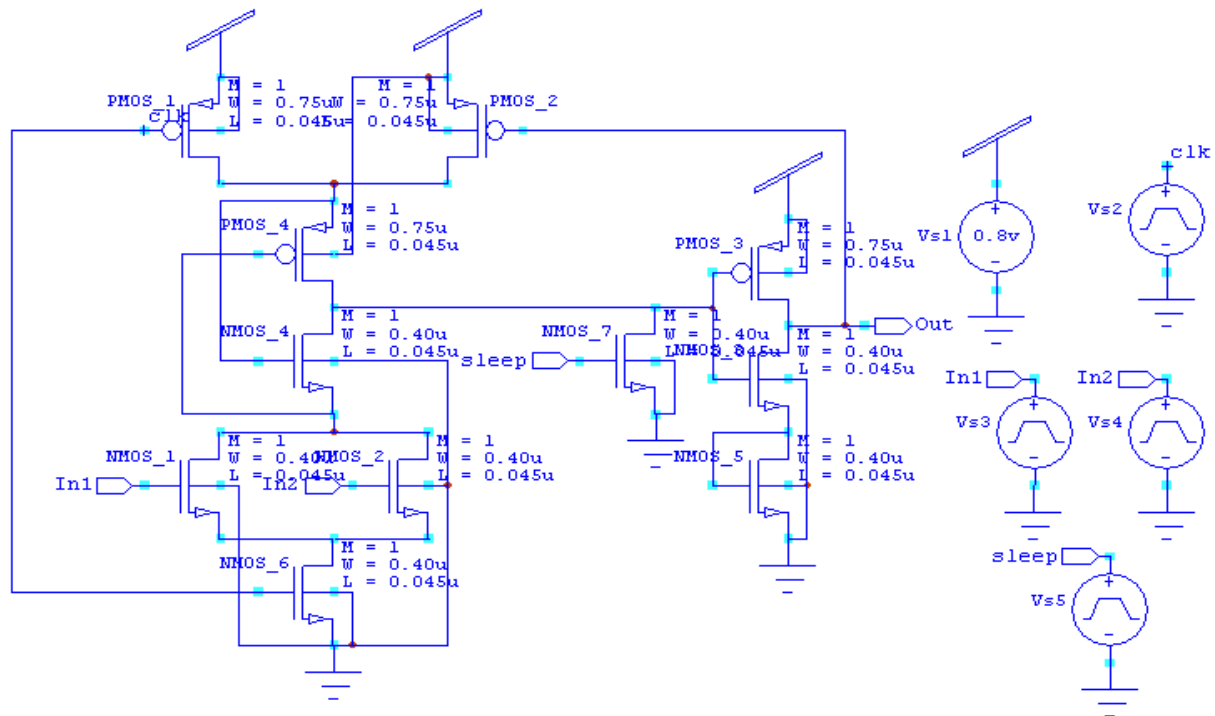 PMOS_1
clk
M = 1
W = 0.75u
L = 0.045u
M = 1
W = 0.75u
L = 0.045u
PMOS_2
PMOS_4
M = 1
W = 0.75u
L = 0.045u
PMOS_3
M = 1
W = 0.75u
L = 0.045u
NMOS_4
M = 1
W = 0.40u
L = 0.045u
NMOS_7
sleep
M = 1
W = 0.40u
L = 0.045u
Out
M = 1
W = 0.40u
L = 0.045u
NMOS_1
In1
M = 1
W = 0.40u
L = 0.045u
NMOS_2
In2
M = 1
W = 0.40u
L = 0.045u
NMOS_5
M = 1
W = 0.40u
L = 0.045u
NMOS_6
M = 1
W = 0.40u
L = 0.045u
Vs1
0.8v
clk
Vs2
In1
Vs3
In2
Vs4
sleep
Vs5